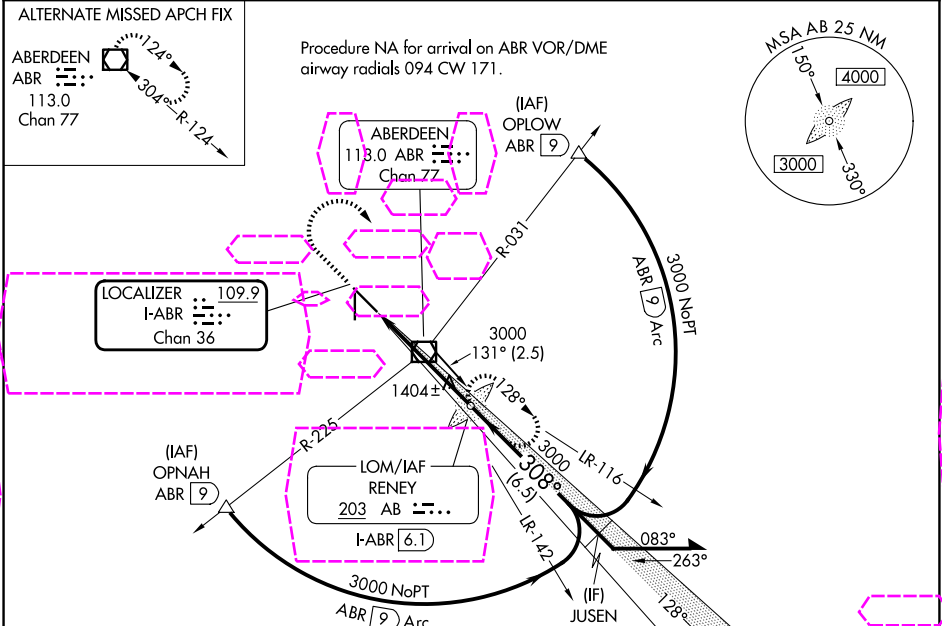 ALTERNATE MISSED APCH FIX
ABERDEEN
ABR
113.0
Chan 77
124°
304°
R-124
Procedure NA for arrival on ABR VOR/DME
airway radials 094 CW 171.
MSA AB 25 NM
150°
4000
3000
330°
(IAF)
OPLOW
ABR 9
ABERDEEN
113.0 ABR
Chan 77
R-031
3000 NoPT
ABR 9 Arc
LOCALIZER 109.9
I-ABR
Chan 36
3000
131° (2.5)
1404±
128°
R-225
3000
(6.5)
308°
LR-116
(IAF)
OPNAH
ABR 9
LOM/IAF
RENEY
203 AB
I-ABR 6.1
LR-142
083°
263°
(IF)
JUSEN
128°
3000 NoPT
ABR 9 Arc